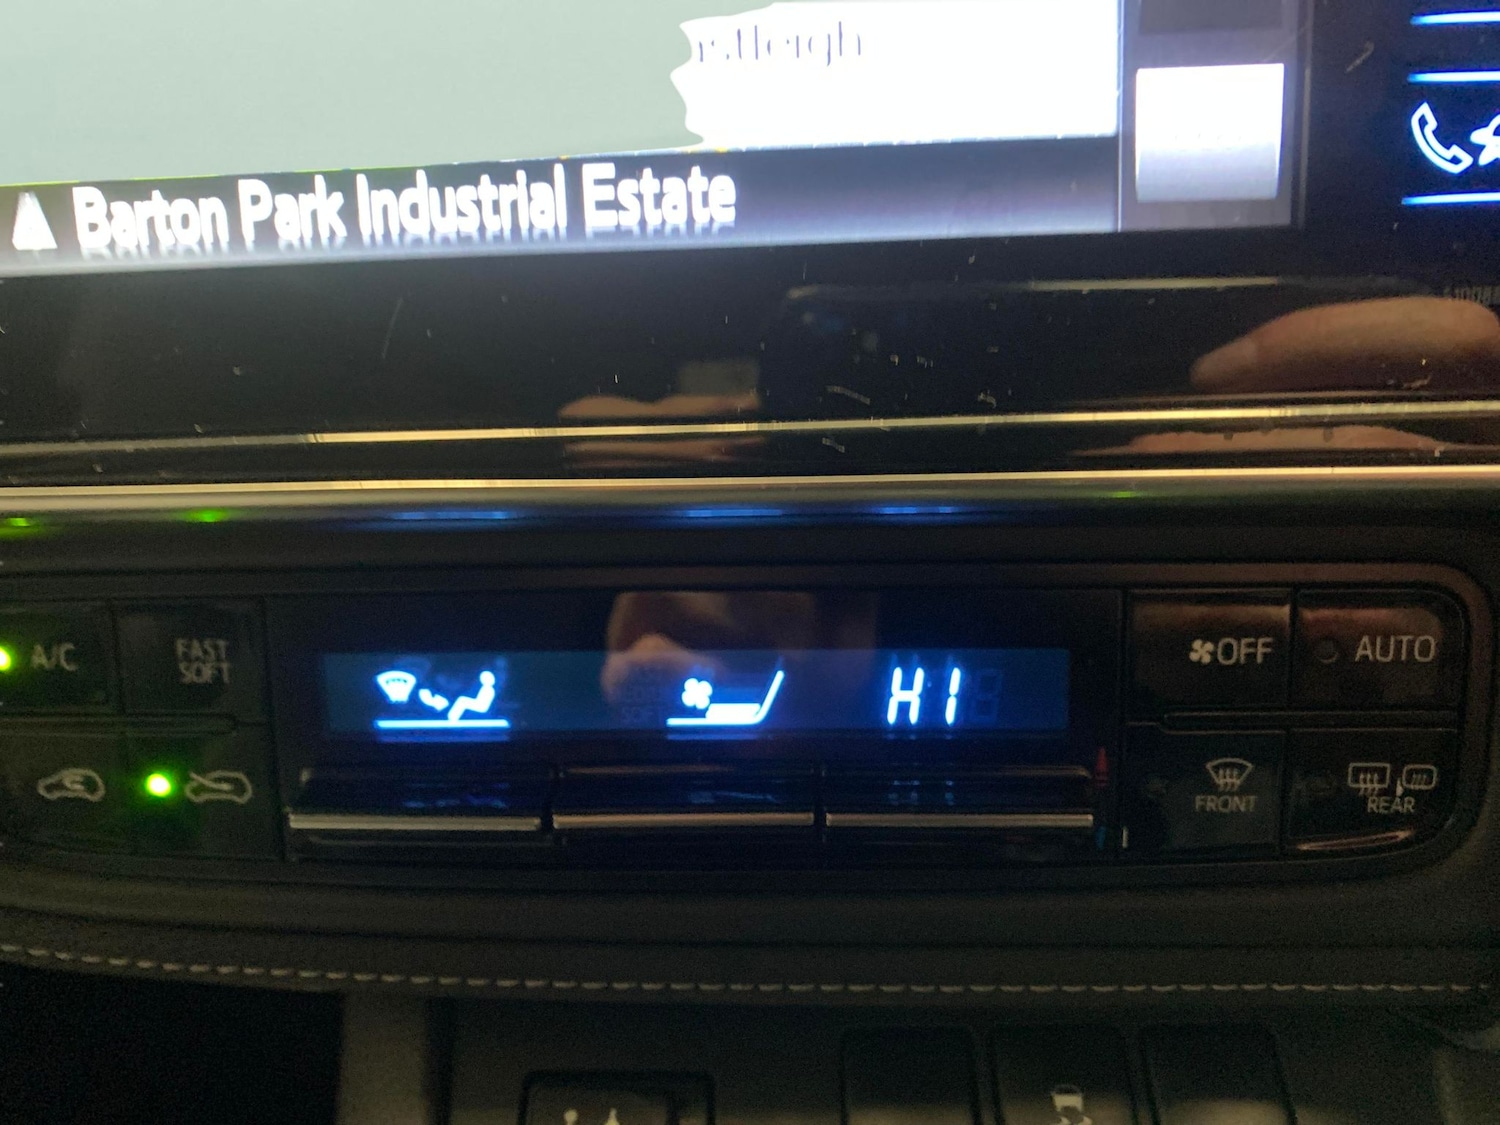 Barton Park Industrial Estate
A/C
FAST
SOFT
HI
OFF
AUTO
FRONT
REAR